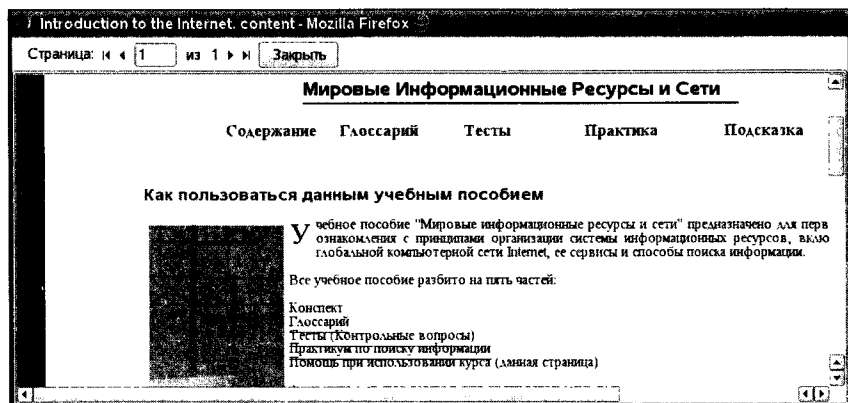 Introduction to the Internet. content - Mozilla Firefox
Страница: 1 из 1 Закрыть
Мировые Информационные Ресурсы и Сети
Содержание Глоссарий Тесты Практика Подсказка
Как пользоваться данным учебным пособием
Учебное пособие "Мировые информационные ресурсы и сети" предназначено для перв
ознакомления с принципами организации системы информационных ресурсов, вклю
глобальной компьютерной сети Internet, ее сервисы и способы поиска информации.
Все учебное пособие разбито на пять частей:
Конспект
Глоссарий
Тесты (Контрольные вопросы)
Практикум по поиску информации
Помощь при использовании курса (данная страница)